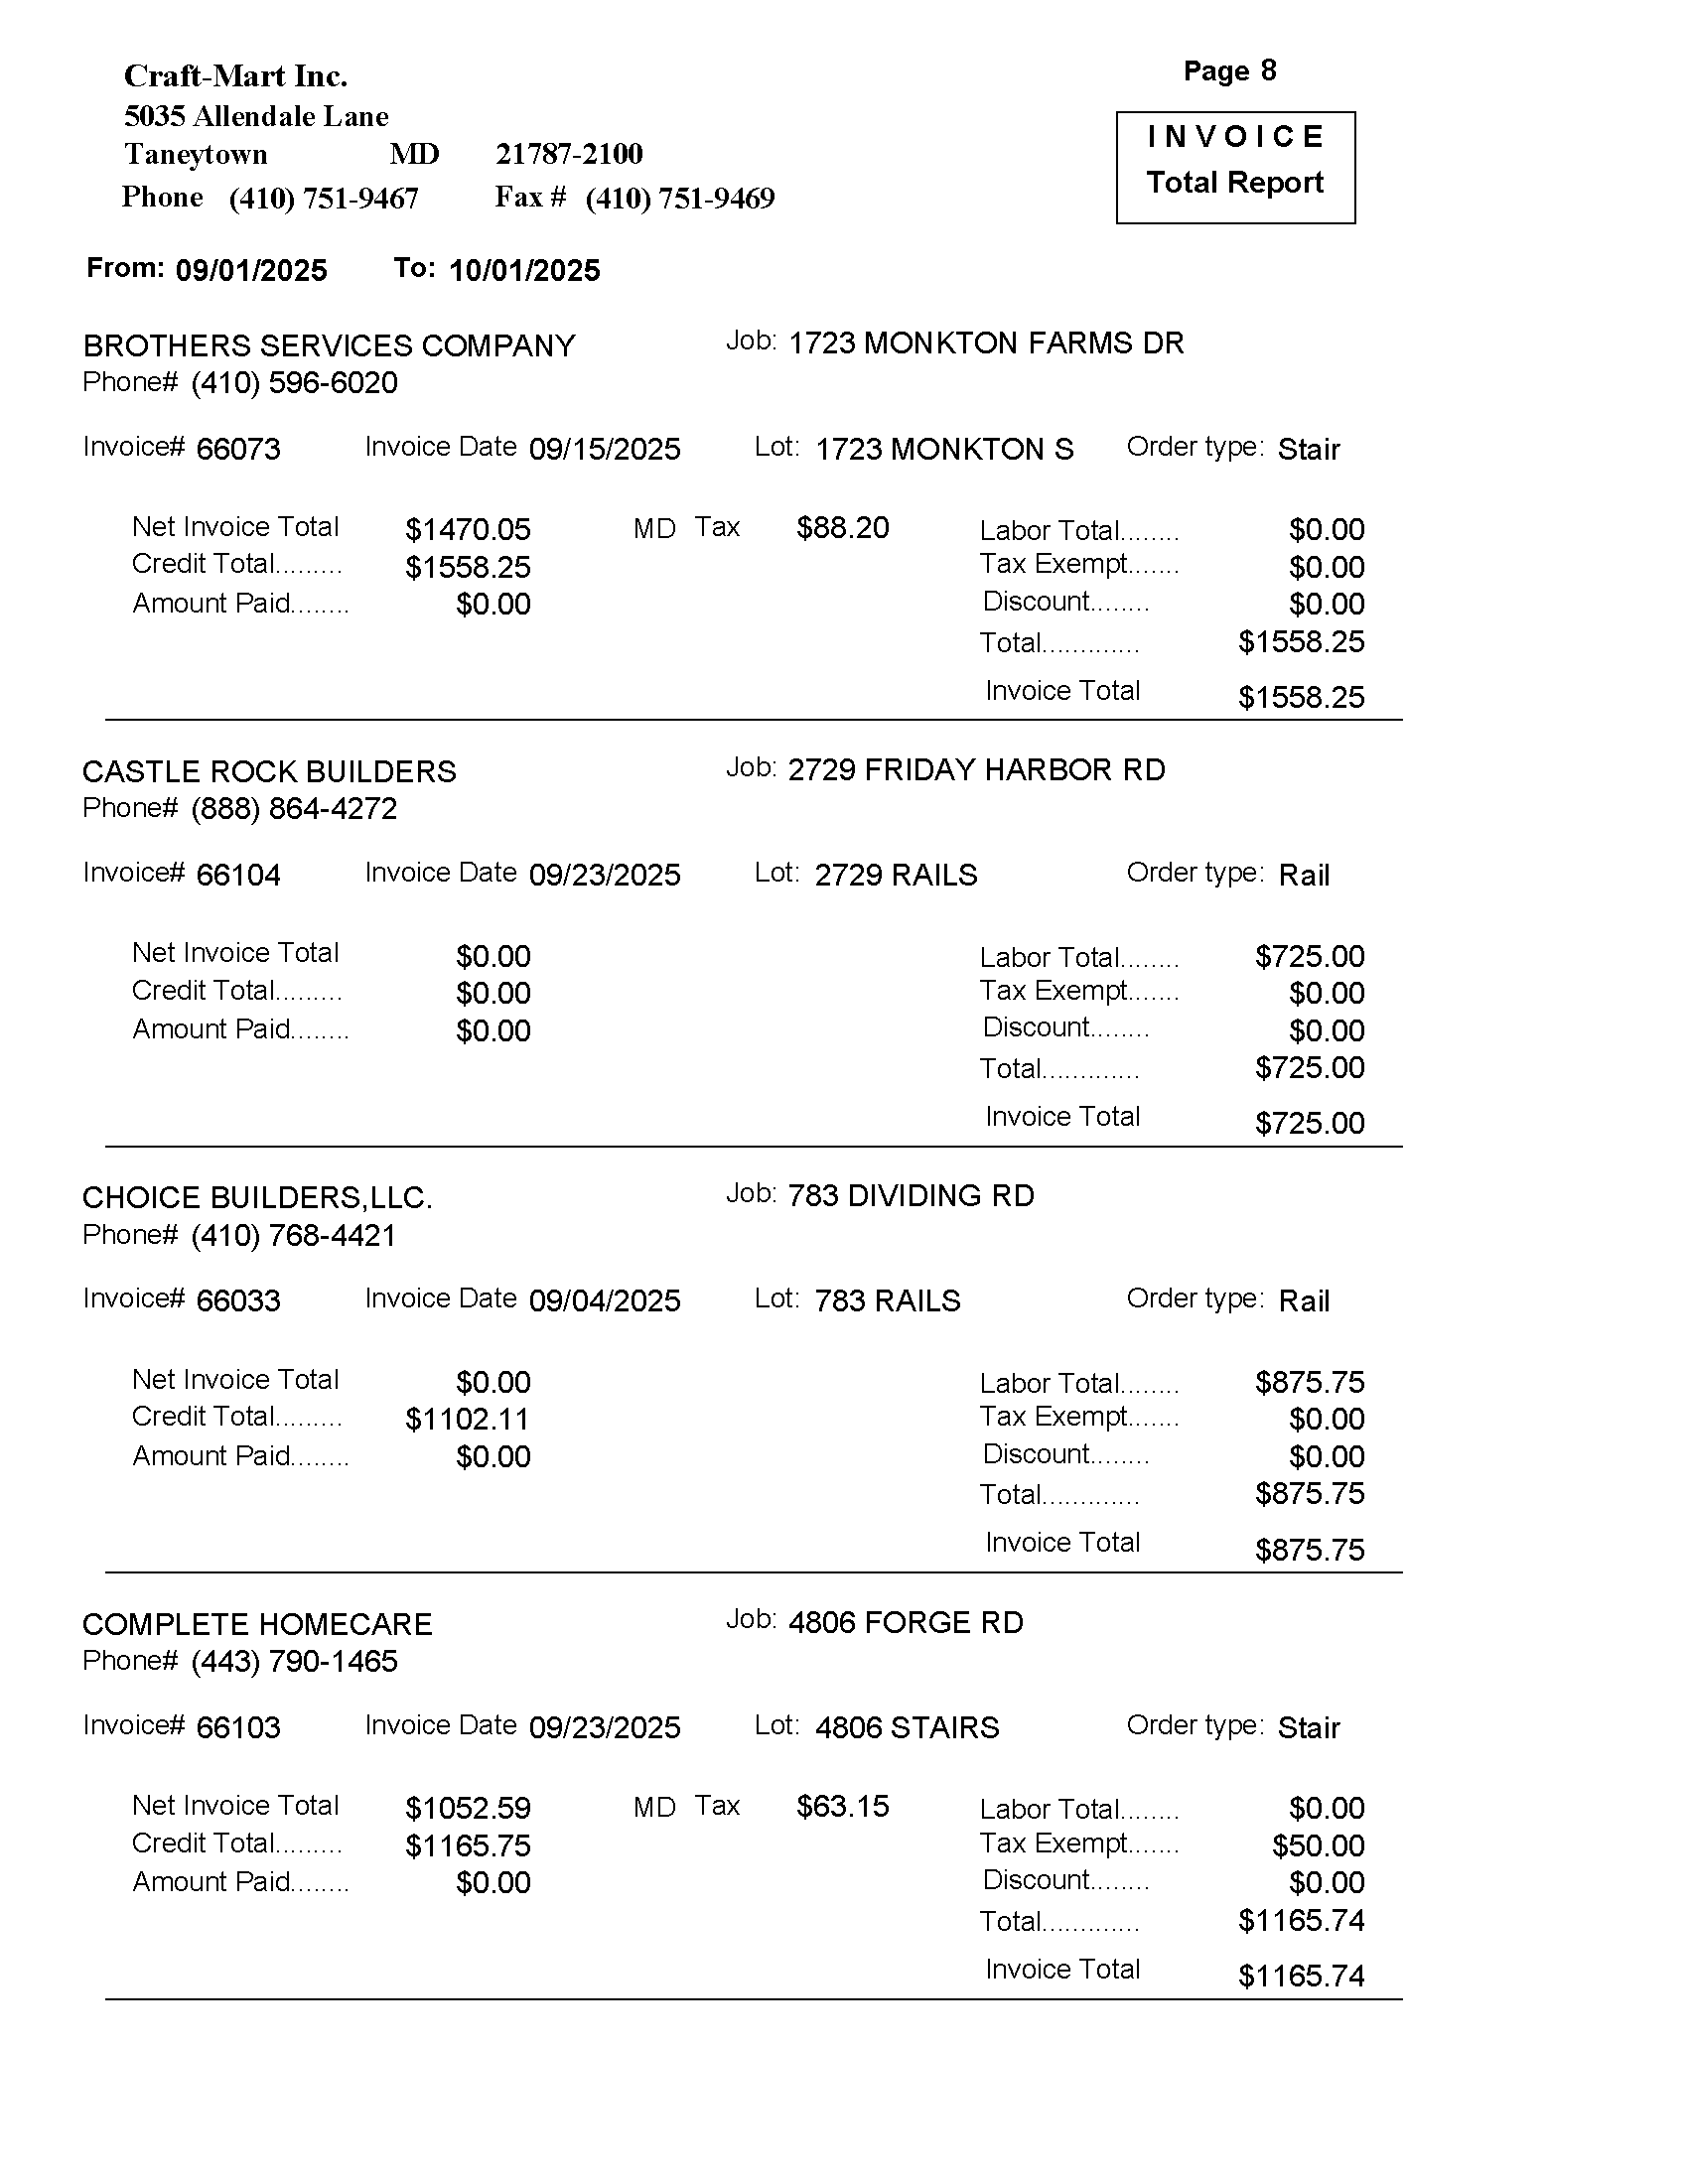 Craft-Mart Inc.
Page 8
5035 Allendale Lane
Taneytown MD 21787-2100
Phone (410) 751-9467 Fax # (410) 751-9469
I N V O I C E
Total Report
From: 09/01/2025 To: 10/01/2025
BROTHERS SERVICES COMPANY Job: 1723 MONKTON FARMS DR
Phone# (410) 596-6020
Invoice# 66073 Invoice Date 09/15/2025 Lot: 1723 MONKTON S Order type: Stair
Net Invoice Total $1470.05 MD Tax $88.20 Labor Total........ $0.00
Credit Total......... $1558.25 Tax Exempt....... $0.00
Amount Paid........ $0.00 Discount........ $0.00
Total............. $1558.25
Invoice Total $1558.25
CASTLE ROCK BUILDERS Job: 2729 FRIDAY HARBOR RD
Phone# (888) 864-4272
Invoice# 66104 Invoice Date 09/23/2025 Lot: 2729 RAILS Order type: Rail
Net Invoice Total $0.00 Labor Total........ $725.00
Credit Total......... $0.00 Tax Exempt....... $0.00
Amount Paid........ $0.00 Discount........ $0.00
Total............. $725.00
Invoice Total $725.00
CHOICE BUILDERS,LLC. Job: 783 DIVIDING RD
Phone# (410) 768-4421
Invoice# 66033 Invoice Date 09/04/2025 Lot: 783 RAILS Order type: Rail
Net Invoice Total $0.00 Labor Total........ $875.75
Credit Total......... $1102.11 Tax Exempt....... $0.00
Amount Paid........ $0.00 Discount........ $0.00
Total............. $875.75
Invoice Total $875.75
COMPLETE HOMECARE Job: 4806 FORGE RD
Phone# (443) 790-1465
Invoice# 66103 Invoice Date 09/23/2025 Lot: 4806 STAIRS Order type: Stair
Net Invoice Total $1052.59 MD Tax $63.15 Labor Total........ $0.00
Credit Total......... $1165.75 Tax Exempt....... $50.00
Amount Paid........ $0.00 Discount........ $0.00
Total............. $1165.74
Invoice Total $1165.74